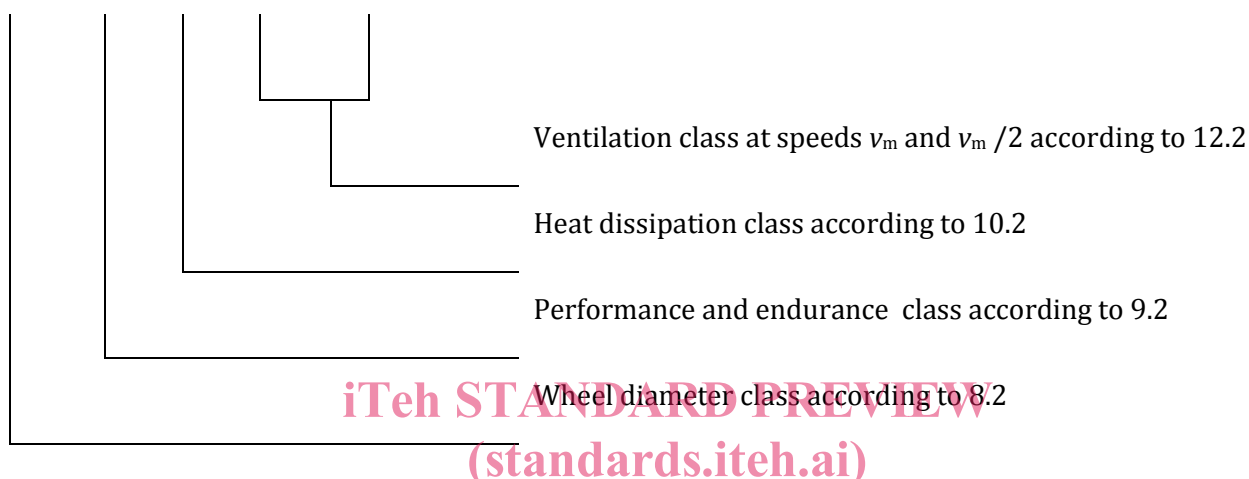 Ventilation class at speeds vm and vm /2 according to 12.2
Heat dissipation class according to 10.2
Performance and endurance  class according to 9.2
Wheel diameter class according to 8.2
iTeh STANDARD PREVIEW
(standards.iteh.ai)